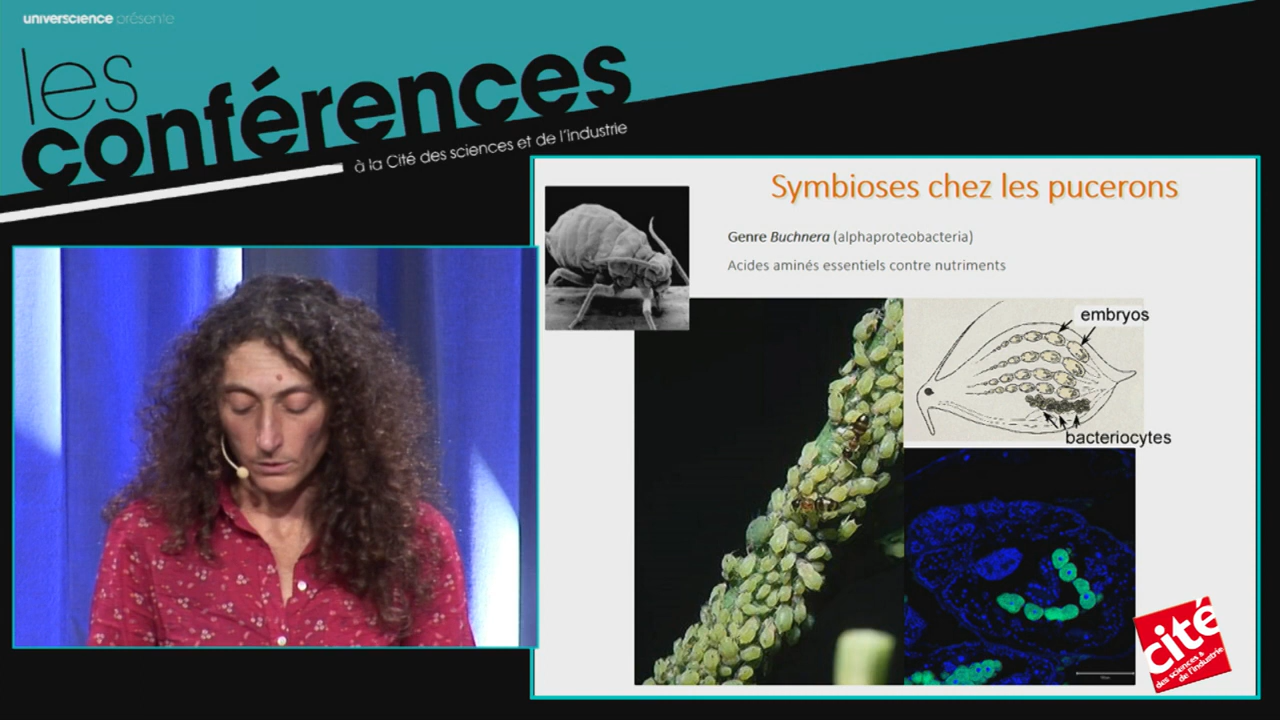 universcience présente
les
conférences
à la Cité des sciences et de l'industrie
Symbioses chez les pucerons
Genre Buchnera (alphaproteobacteria)
Acides aminés essentiels contre nutriments
embryos
bacteriocytes
cité
des sciences &
de l'industrie